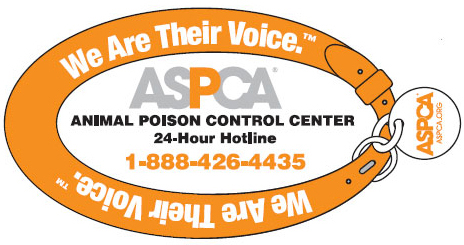 We Are Their Voice.™
ASPCA®
ANIMAL POISON CONTROL CENTER
24-Hour Hotline
1-888-426-4435
ASPCA®
ASPCA.ORG
We Are Their Voice.™